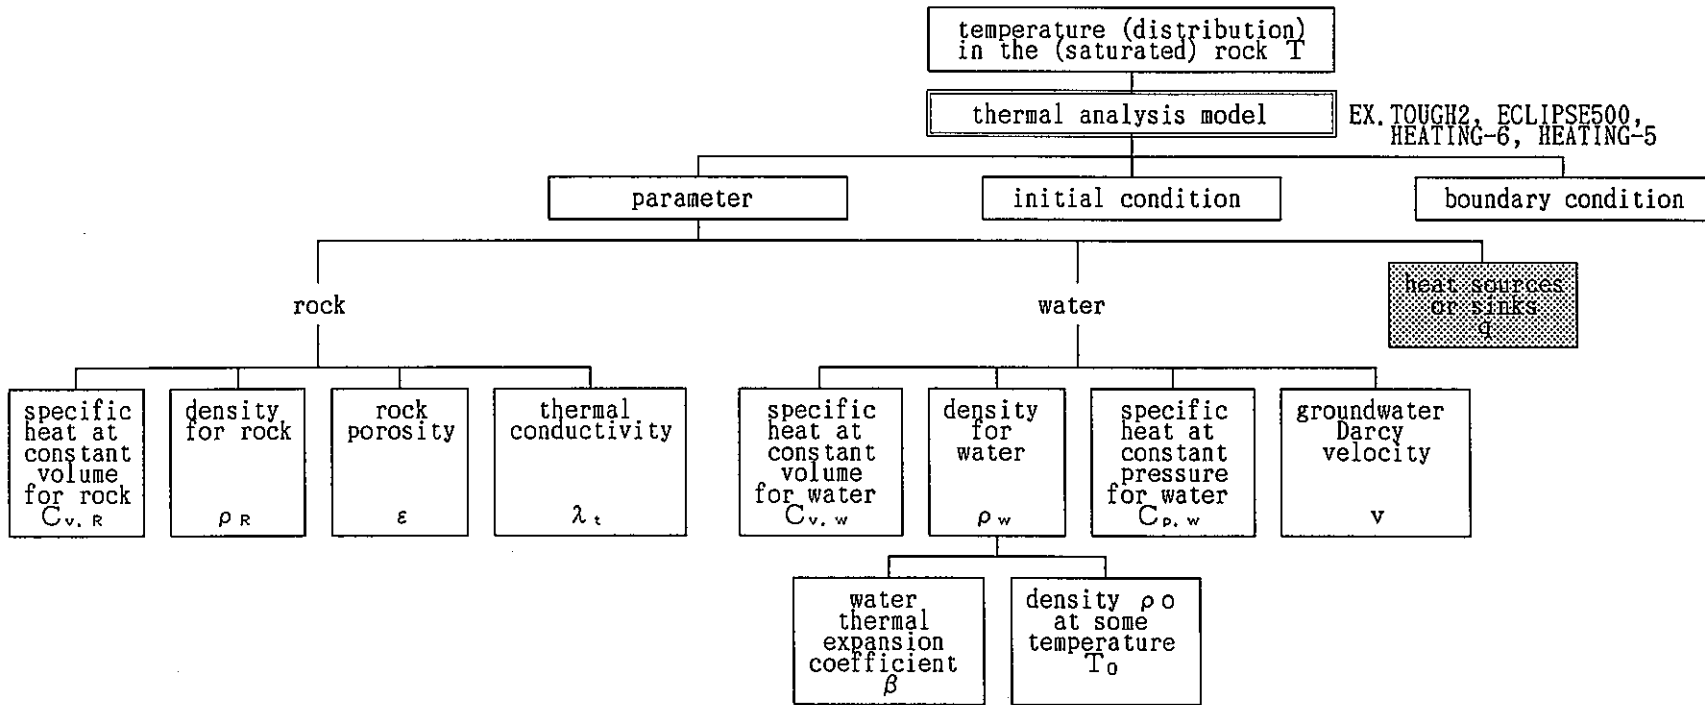 temperature (distribution)
in the (saturated) rock T
thermal analysis model
EX. TOUGH2, ECLIPSE500,
HEATING-6, HEATING-5
parameter
initial condition
boundary condition
rock
water
heat sources
or sinks
q
specific
heat at
constant
volume
for rock
Cv, R
density
for rock
ρR
rock
porosity
ε
thermal
conductivity
λt
specific
heat at
constant
volume
for water
Cv, w
density
for
water
ρw
specific
heat at
constant
pressure
for water
Cp, w
groundwater
Darcy
velocity
v
water
thermal
expansion
coefficient
β
density ρ0
at some
temperature
T0